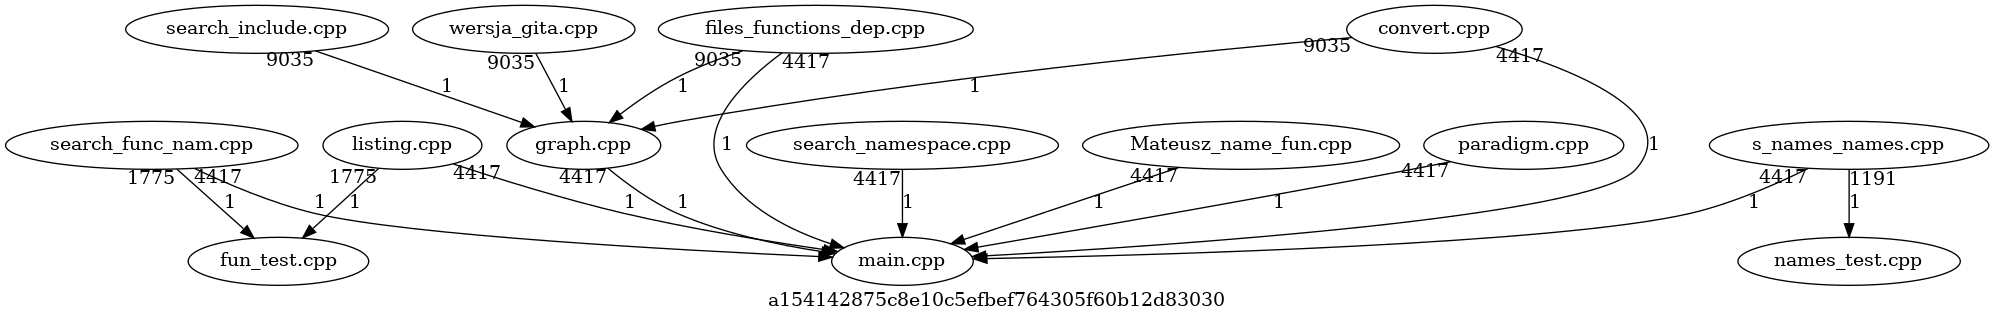 search_include.cpp
wersja_gita.cpp
files_functions_dep.cpp
convert.cpp
9035
9035
9035
4417
9035
4417
1
1
1
1
search_func_nam.cpp
listing.cpp
graph.cpp
1
search_namespace.cpp
Mateusz_name_fun.cpp
paradigm.cpp
1
s_names_names.cpp
1775
4417
1775
4417
4417
4417
4417
4417
4417
1191
1
1
1
1
1
1
1
1
1
1
fun_test.cpp
main.cpp
names_test.cpp
a154142875c8e10c5efbef764305f60b12d83030